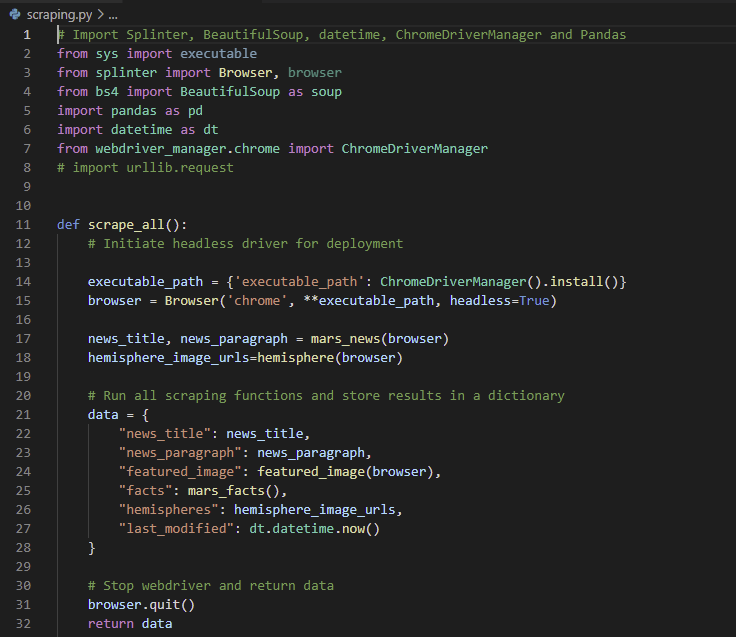 scraping.py > ...
1 # Import Splinter, BeautifulSoup, datetime, ChromeDriverManager and Pandas
2 from sys import executable
3 from splinter import Browser, browser
4 from bs4 import BeautifulSoup as soup
5 import pandas as pd
6 import datetime as dt
7 from webdriver_manager.chrome import ChromeDriverManager
8 # import urllib.request
9
10
11 def scrape_all():
12     # Initiate headless driver for deployment
13
14     executable_path = {'executable_path': ChromeDriverManager().install()}
15     browser = Browser('chrome', **executable_path, headless=True)
16
17     news_title, news_paragraph = mars_news(browser)
18     hemisphere_image_urls=hemisphere(browser)
19
20     # Run all scraping functions and store results in a dictionary
21     data = {
22         "news_title": news_title,
23         "news_paragraph": news_paragraph,
24         "featured_image": featured_image(browser),
25         "facts": mars_facts(),
26         "hemispheres": hemisphere_image_urls,
27         "last_modified": dt.datetime.now()
28     }
29
30     # Stop webdriver and return data
31     browser.quit()
32     return data